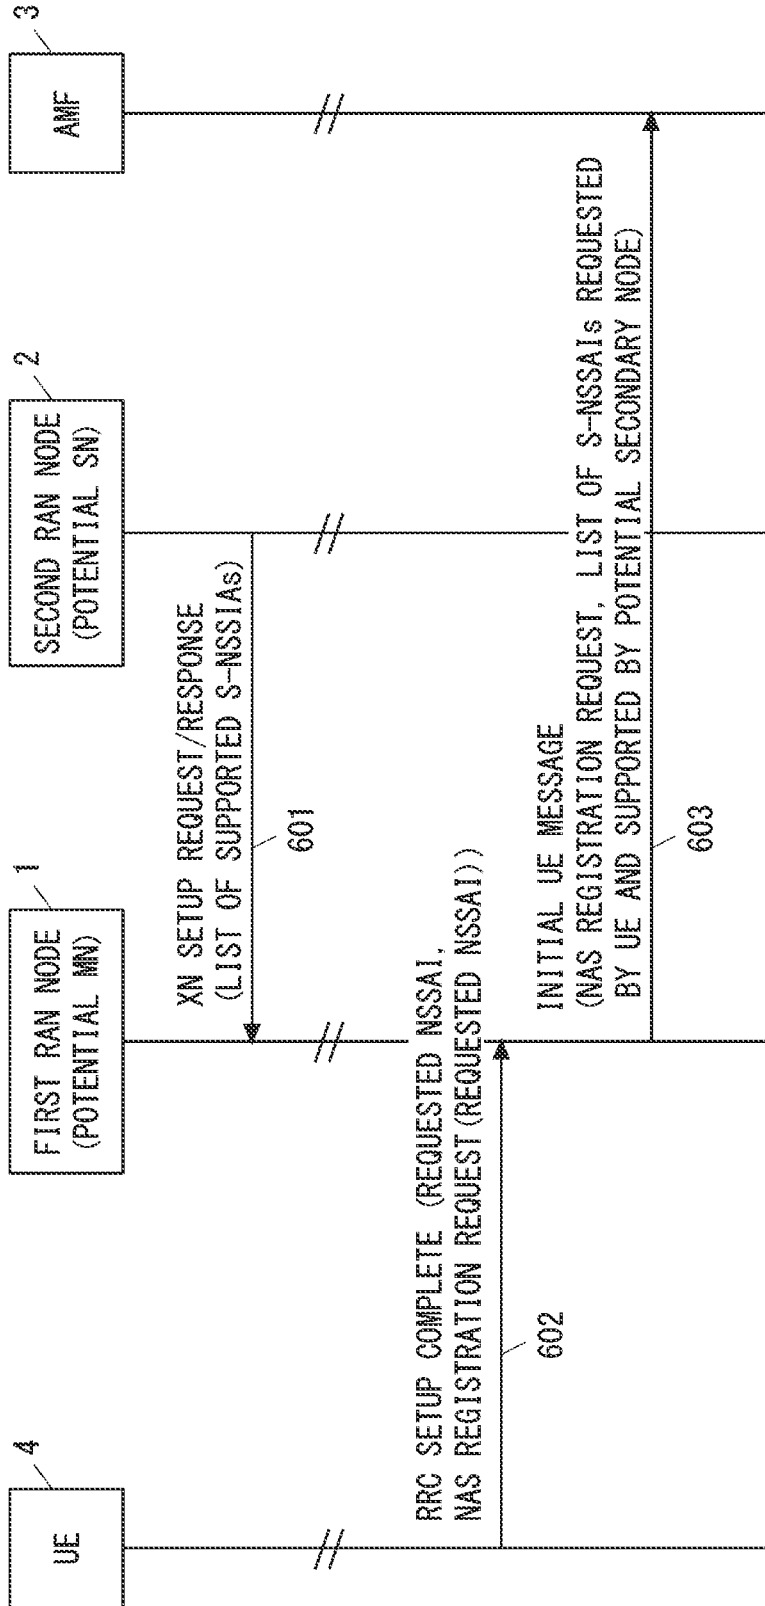 UE
4
FIRST RAN NODE
(POTENTIAL MN)
1
SECOND RAN NODE
(POTENTIAL SN)
2
AMF
3
XN SETUP REQUEST/RESPONSE
(LIST OF SUPPORTED S-NSSIAs)
601
RRC SETUP COMPLETE (REQUESTED NSSAI,
NAS REGISTRATION REQUEST(REQUESTED NSSAI))
602
INITIAL UE MESSAGE
(NAS REGISTRATION REQUEST, LIST OF S-NSSAIs REQUESTED
BY UE AND SUPPORTED BY POTENTIAL SECONDARY NODE)
603